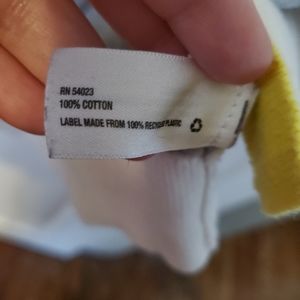 RN 54023
100% COTTON
LABEL MADE FROM 100% RECYCLED PLASTIC